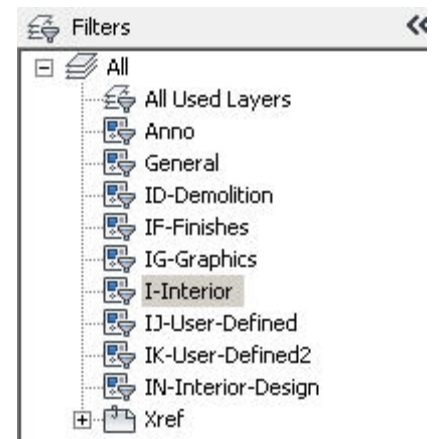 Filters
All
All Used Layers
Anno
General
ID-Demolition
IF-Finishes
IG-Graphics
I-Interior
IJ-User-Defined
IK-User-Defined2
IN-Interior-Design
Xref